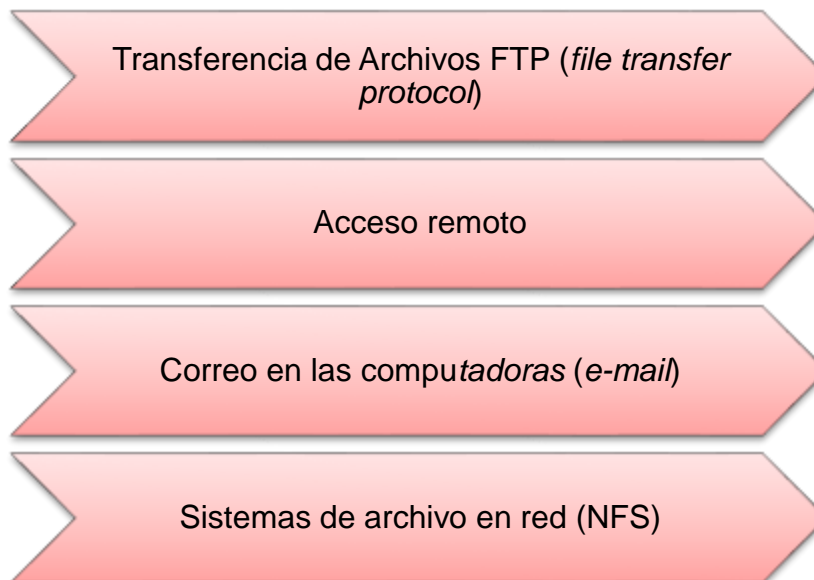 Transferencia de Archivos FTP (file transfer
protocol)
Acceso remoto
Correo en las computadoras (e-mail)
Sistemas de archivo en red (NFS)